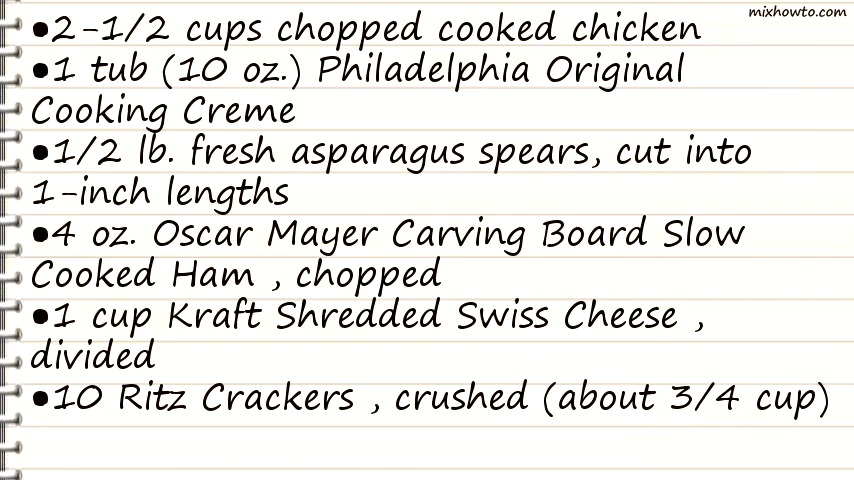 mixhowto.com
•2-1/2 cups chopped cooked chicken
•1 tub (10 oz.) Philadelphia Original
Cooking Creme
•1/2 lb. fresh asparagus spears, cut into
1-inch lengths
•4 oz. Oscar Mayer Carving Board Slow
Cooked Ham , chopped
•1 cup Kraft Shredded Swiss Cheese ,
divided
•10 Ritz Crackers , crushed (about 3/4 cup)